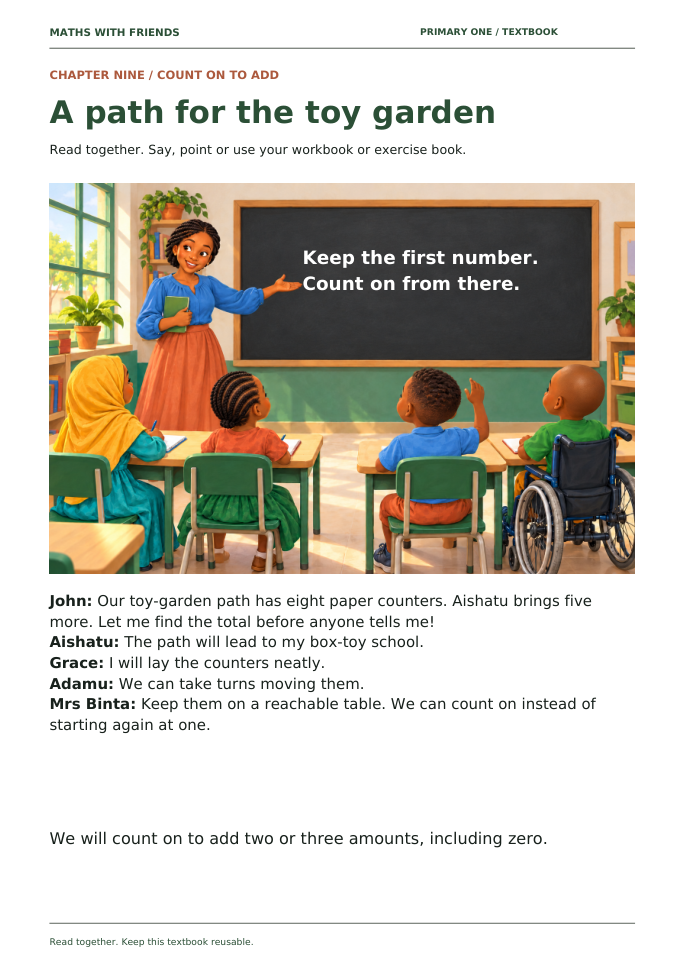 MATHS WITH FRIENDS
PRIMARY ONE / TEXTBOOK
CHAPTER NINE / COUNT ON TO ADD
A path for the toy garden
Read together. Say, point or use your workbook or exercise book.
Keep the first number.
Count on from there.
John: Our toy-garden path has eight paper counters. Aishatu brings five
more. Let me find the total before anyone tells me!
Aishatu: The path will lead to my box-toy school.
Grace: I will lay the counters neatly.
Adamu: We can take turns moving them.
Mrs Binta: Keep them on a reachable table. We can count on instead of
starting again at one.
We will count on to add two or three amounts, including zero.
Read together. Keep this textbook reusable.